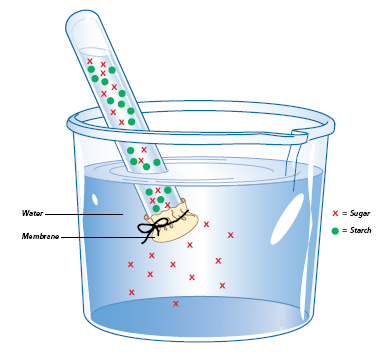 Water
Membrane
x = Sugar
= Starch